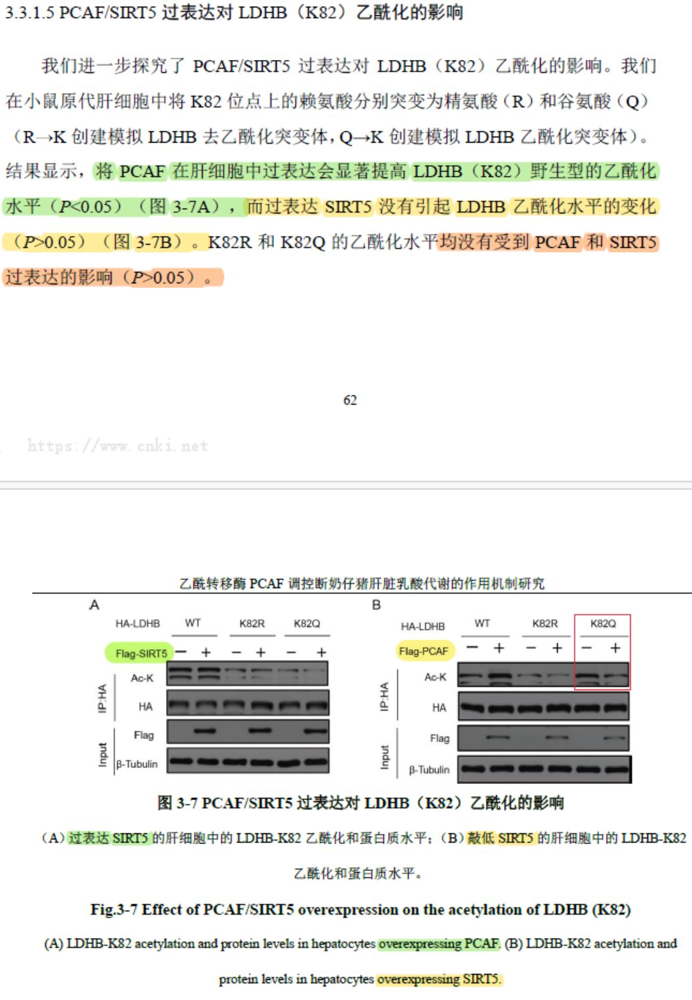 3.3.1.5 PCAF/SIRT5 过表达对 LDHB（K82）乙酰化的影响
我们进一步探究了 PCAF/SIRT5 过表达对 LDHB（K82）乙酰化的影响。我们
在小鼠原代肝细胞中将 K82 位点上的赖氨酸分别突变为精氨酸（R）和谷氨酸（Q）
（R→K 创建模拟 LDHB 去乙酰化突变体，Q→K 创建模拟 LDHB 乙酰化突变体）。
结果显示，将 PCAF 在肝细胞中过表达会显著提高 LDHB（K82）野生型的乙酰化
水平（P<0.05）（图 3-7A），而过表达 SIRT5 没有引起 LDHB 乙酰化水平的变化
（P>0.05）（图 3-7B）。K82R 和 K82Q 的乙酰化水平均没有受到 PCAF 和 SIRT5
过表达的影响（P>0.05）。
62
https://www.cnki.net
乙酰转移酶 PCAF 调控断奶仔猪肝脏乳酸代谢的作用机制研究
A
HA-LDHB WT K82R K82Q
Flag-SIRT5 − + − + − +
IP:HA
Ac-K
HA
Input
Flag
β-Tubulin
B
HA-LDHB WT K82R K82Q
Flag-PCAF − + − + − +
IP:HA
Ac-K
HA
Input
Flag
β-Tubulin
图 3-7 PCAF/SIRT5 过表达对 LDHB（K82）乙酰化的影响
（A）过表达 SIRT5 的肝细胞中的 LDHB-K82 乙酰化和蛋白质水平；（B）敲低 SIRT5 的肝细胞中的 LDHB-K82
乙酰化和蛋白质水平。
Fig.3-7 Effect of PCAF/SIRT5 overexpression on the acetylation of LDHB (K82)
(A) LDHB-K82 acetylation and protein levels in hepatocytes overexpressing PCAF. (B) LDHB-K82 acetylation and
protein levels in hepatocytes overexpressing SIRT5.